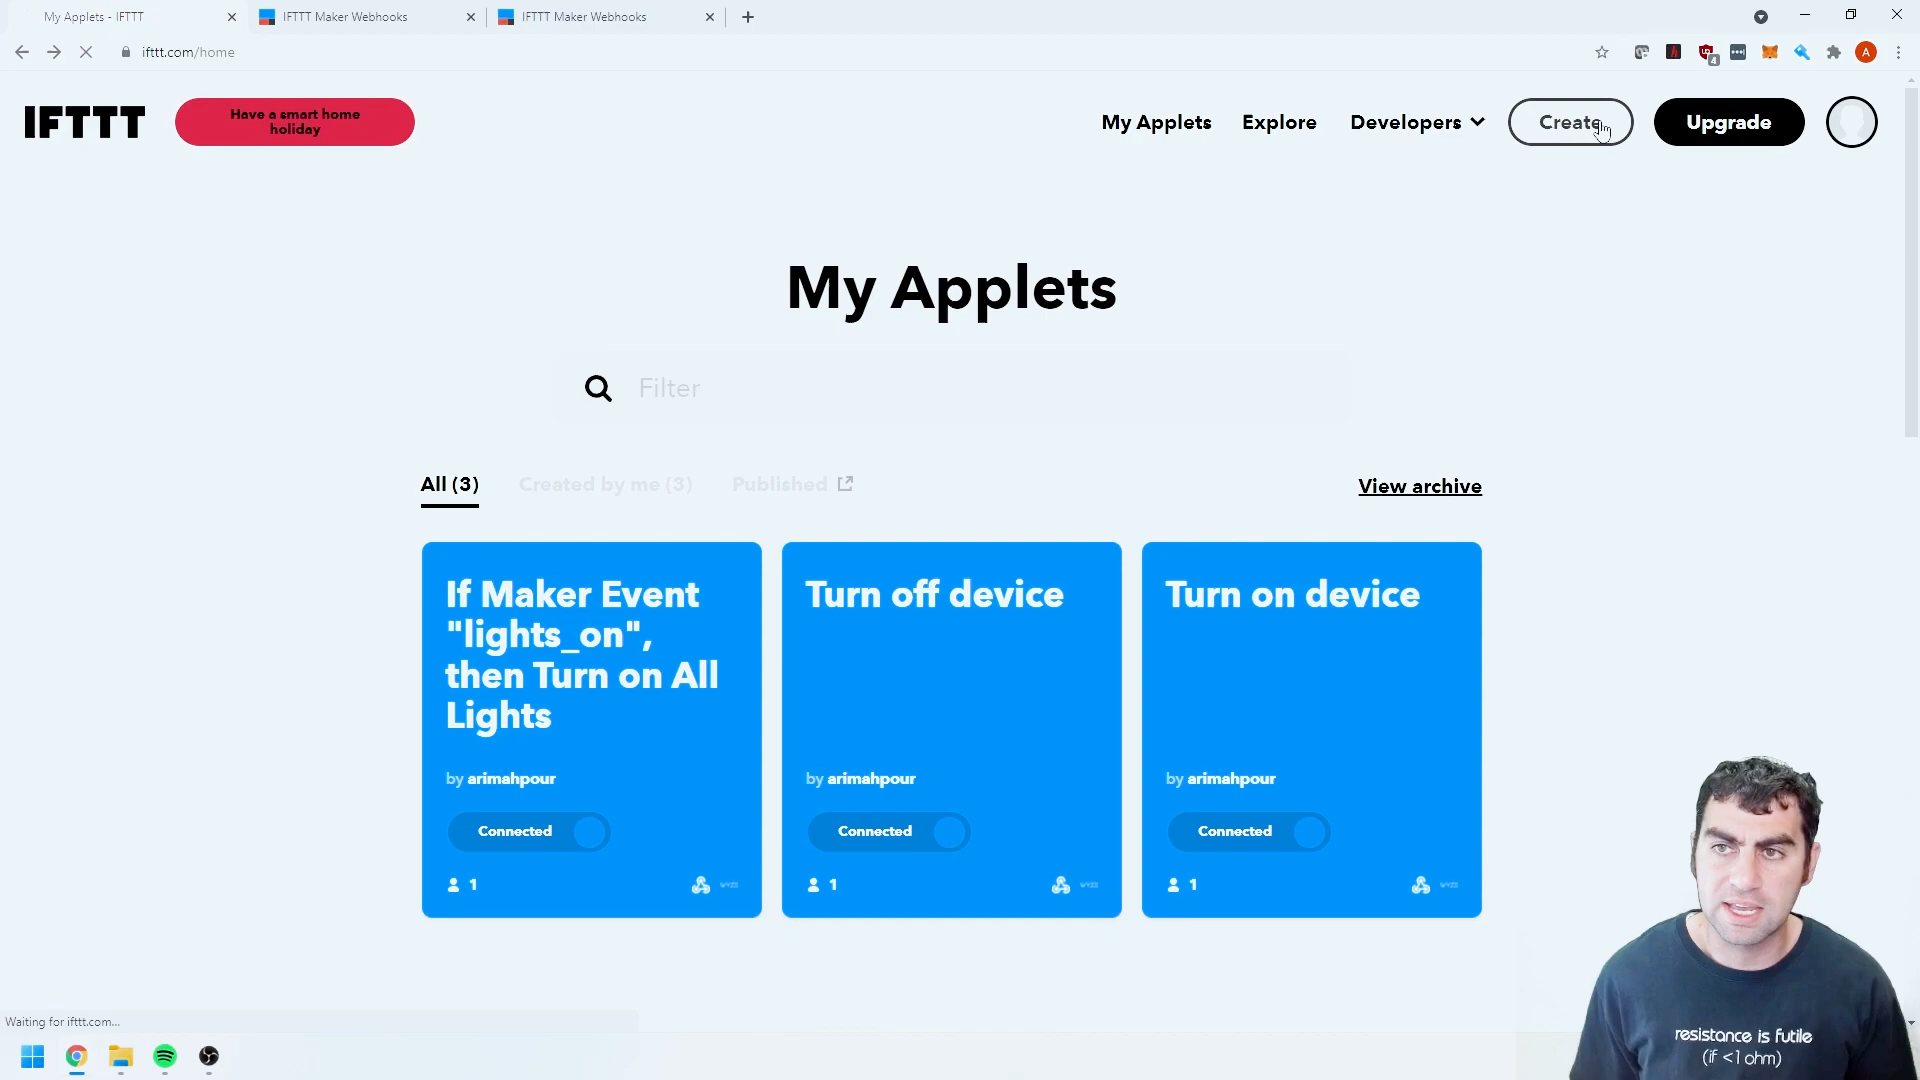 My Applets - IFTTT
IFTTT Maker Webhooks
IFTTT Maker Webhooks
ifttt.com/home
4
A
IFTTT
Have a smart home
holiday
My Applets
Explore
Developers
Create
Upgrade
My Applets
Filter
All (3)
Created by me (3)
Published
View archive
If Maker Event
"lights_on",
then Turn on All
Lights
by arimahpour
Connected
1
Turn off device
by arimahpour
Connected
1
Turn on device
by arimahpour
Connected
1
Waiting for ifttt.com...
resistance is futile
(if <1 ohm)